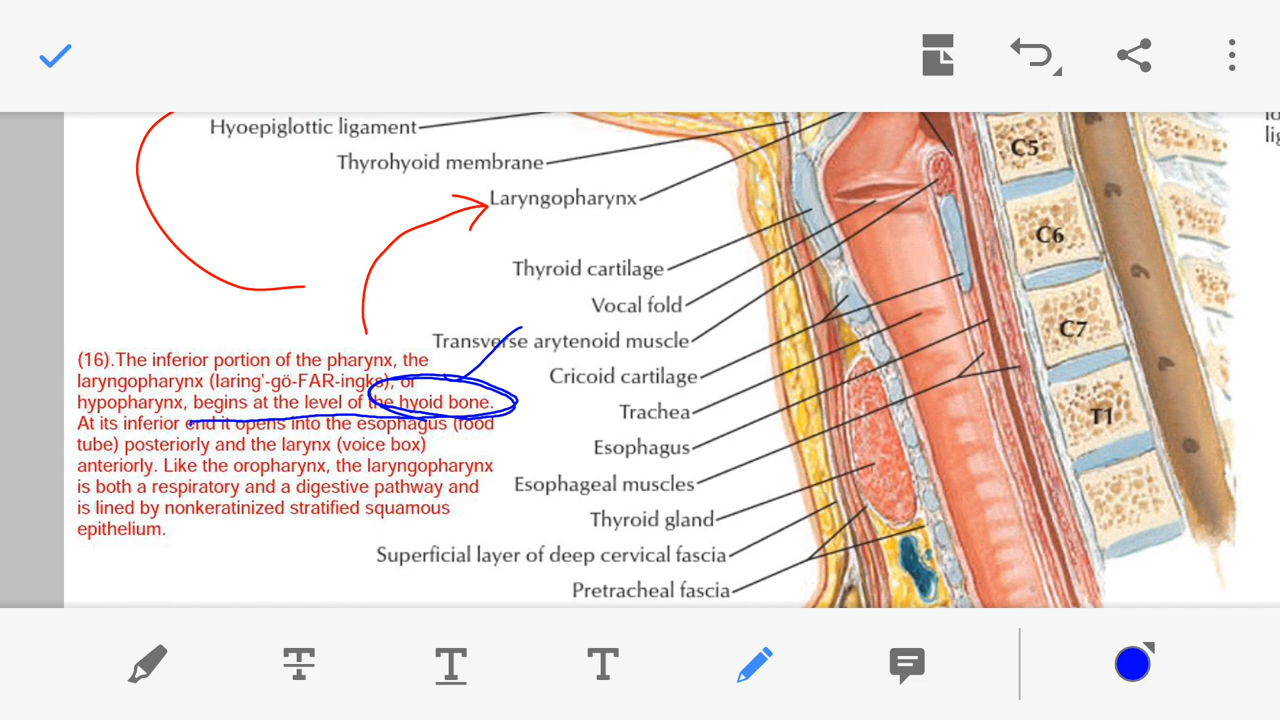 Hyoepiglottic ligament
Thyrohyoid membrane
Laryngopharynx
Thyroid cartilage
Vocal fold
Transverse arytenoid muscle
Cricoid cartilage
Trachea
Esophagus
Esophageal muscles
Thyroid gland
Superficial layer of deep cervical fascia
Pretracheal fascia
(16).The inferior portion of the pharynx, the
laryngopharynx (laring'-gö-FAR-ingks), or
hypopharynx, begins at the level of the hyoid bone.
At its inferior end it opens into the esophagus (food
tube) posteriorly and the larynx (voice box)
anteriorly. Like the oropharynx, the laryngopharynx
is both a respiratory and a digestive pathway and
is lined by nonkeratinized stratified squamous
epithelium.
C5
C6
C7
T1